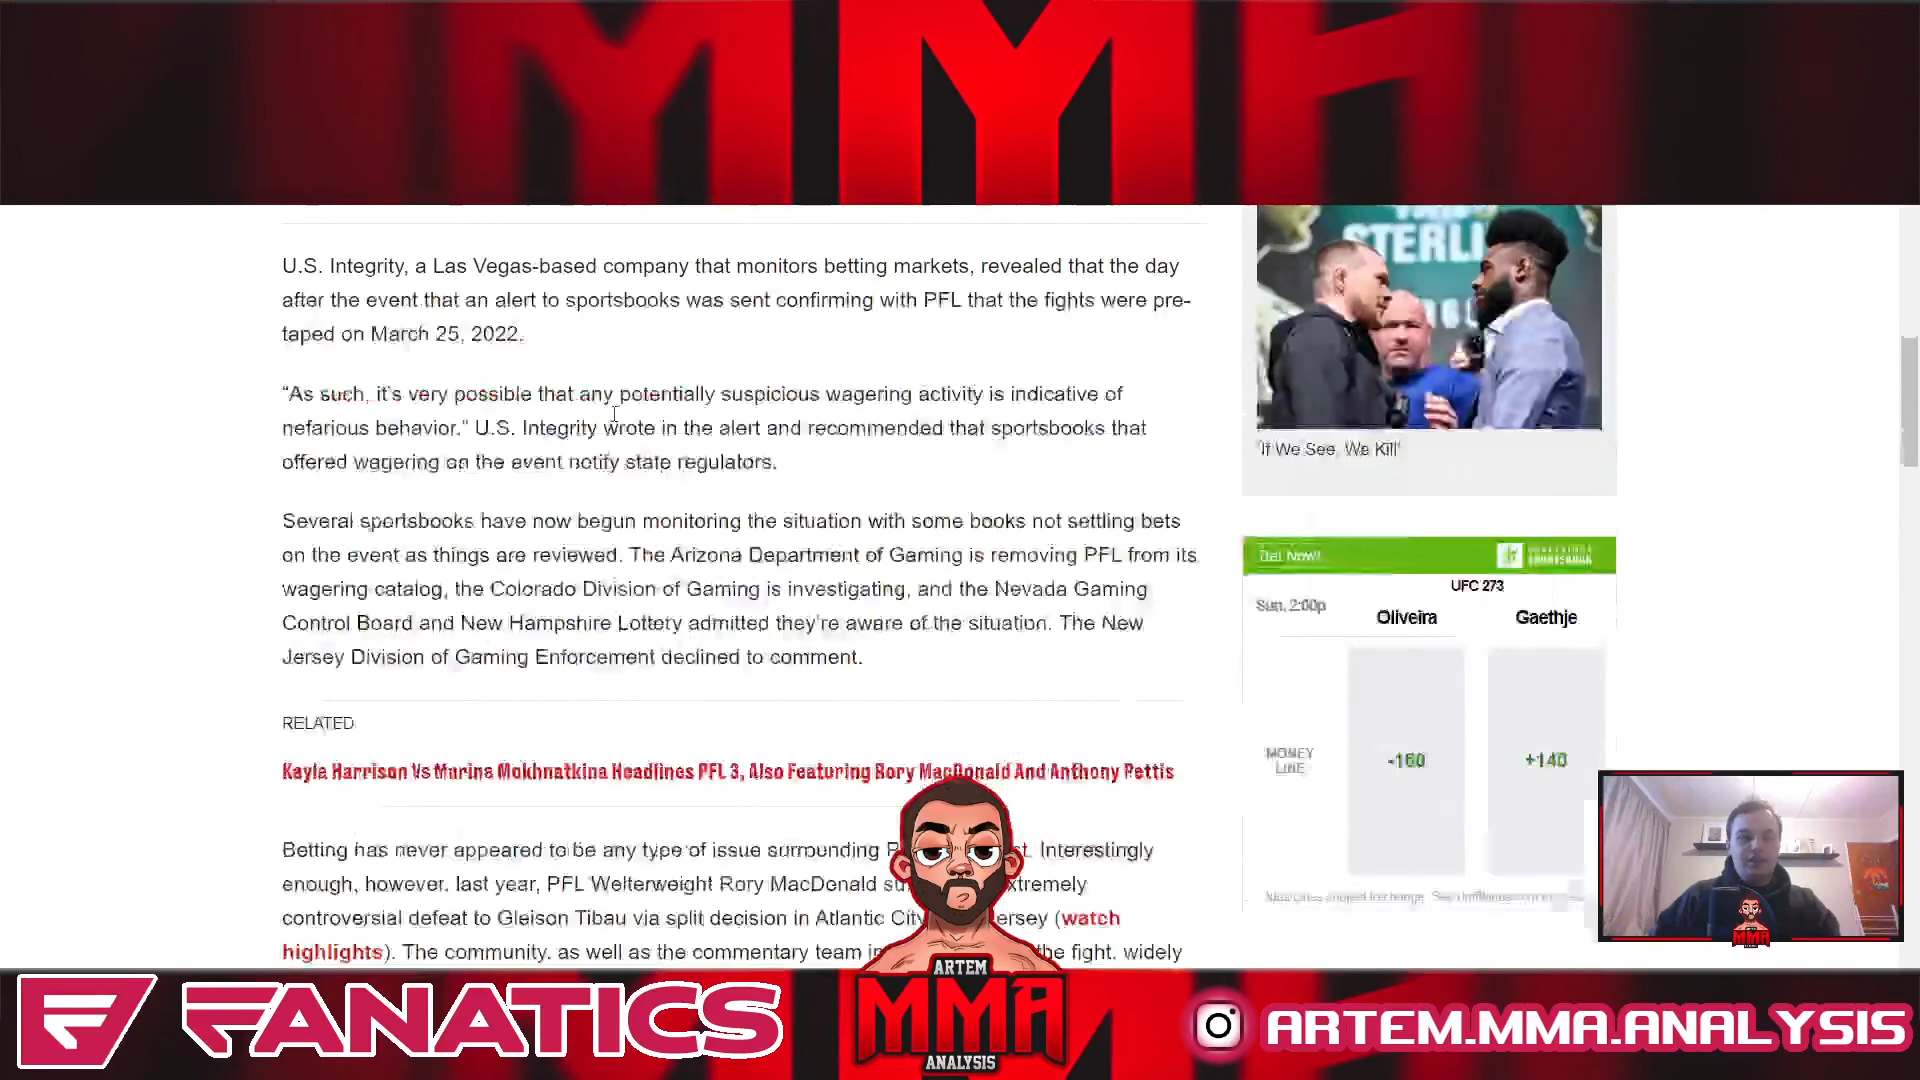 MMA
U.S. Integrity, a Las Vegas-based company that monitors betting markets, revealed that the day
after the event that an alert to sportsbooks was sent confirming with PFL that the fights were pre-
taped on March 25, 2022.
“As such, it’s very possible that any potentially suspicious wagering activity is indicative of
nefarious behavior.” U.S. Integrity wrote in the alert and recommended that sportsbooks that
offered wagering on the event notify state regulators.
Several sportsbooks have now begun monitoring the situation with some books not settling bets
on the event as things are reviewed. The Arizona Department of Gaming is removing PFL from its
wagering catalog, the Colorado Division of Gaming is investigating, and the Nevada Gaming
Control Board and New Hampshire Lottery admitted they’re aware of the situation. The New
Jersey Division of Gaming Enforcement declined to comment.
RELATED
Kayla Harrison Vs Marina Mokhnatkina Headlines PFL 3, Also Featuring Rory MacDonald And Anthony Pettis
Betting has never appeared to be any type of issue surrounding P st. Interestingly
enough, however, last year, PFL Welterweight Rory MacDonald su xtremely
controversial defeat to Gleison Tibau via split decision in Atlantic City ersey (watch
highlights). The community, as well as the commentary team in the fight, widely
STERLI
'If We See, We Kill'
Bet Now!
UFC 273
Sun, 2:00p
Oliveira Gaethje
MONEY
LINE
-160 +140
MMA
FANATICS
ARTEM
MMA
ANALYSIS
ARTEM.MMA.ANALYSIS